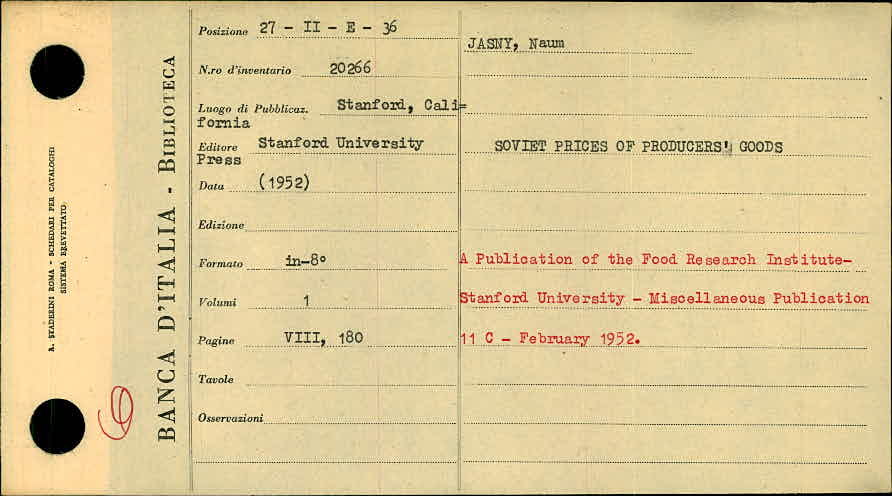 A. STADERINI ROMA - SCHEDARI PER CATALOGHI
SISTEMA BREVETTATO
BANCA D'ITALIA - BIBLIOTECA
Posizione 27 - II - E - 36
N.ro d'inventario 20266
Luogo di Pubblicaz. Stanford, Cali=
fornia
Editore Stanford University
Press
Data (1952)
Edizione
Formato in-8°
Volumi 1
Pagine VIII, 180
Tavole
Osservazioni
JASNY, Naum
SOVIET PRICES OF PRODUCERS' GOODS
A Publication of the Food Research Institute-
Stanford University - Miscellaneous Publication
11 C - February 1952.